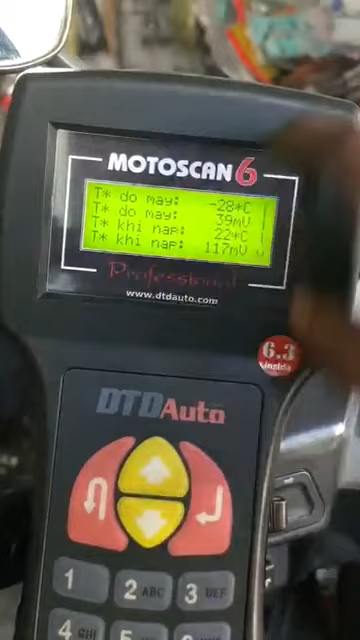 MOTOSCAN 6
T* do may: -28*C
T* do may: 39mV
T* khi nap: 22*C
T* khi nap: 117mV
Professional
www.dtdauto.com
6.3
inside
DTDAuto
1
2 ABC
3 DEF
4 GHI
5